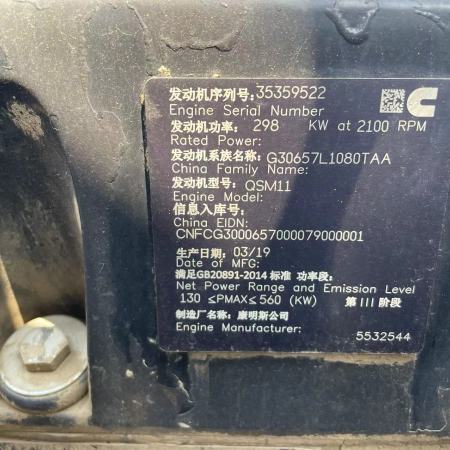 发动机序列号: 35359522
Engine Serial Number
发动机功率: 298 KW at 2100 RPM
Rated Power:
发动机系族名称: G30657L1080TAA
China Family Name:
发动机型号: QSM11
Engine Model:
信息入库号:
China EIDN:
CNFCG3000657000079000001
生产日期: 03/19
Date of MFG:
满足GB20891-2014 标准 功率段:
Net Power Range and Emission Level
130 ≤PMAX≤560 (KW) 第III阶段
制造厂名称: 康明斯公司
Engine Manufacturer: 5532544